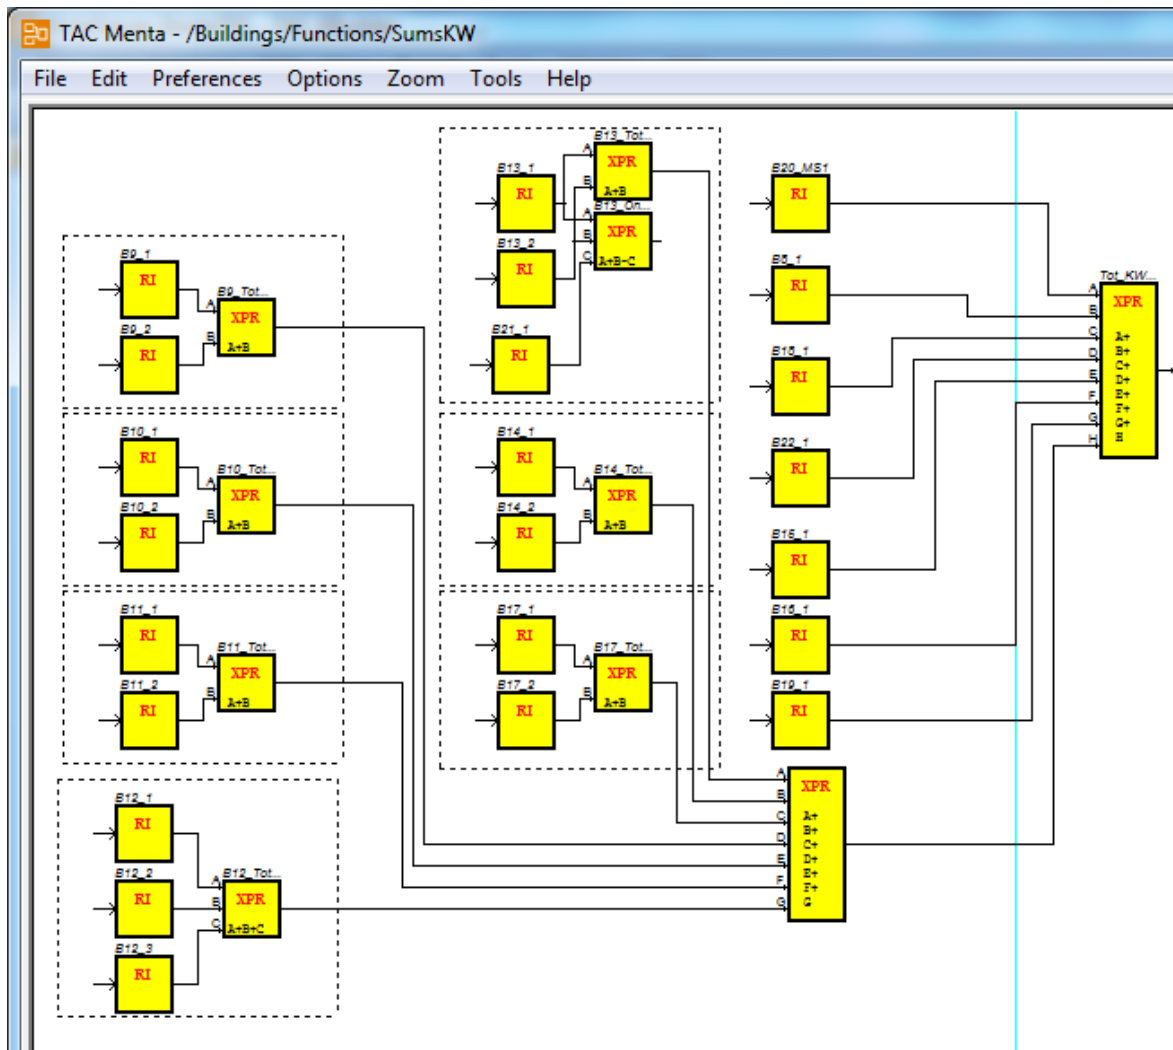 TAC Menta - /Buildings/Functions/SumsKW
File Edit Preferences Options Zoom Tools Help
B9_1
RI
B9_2
RI
B9_Tot...
A
B
XPR
A+B
B10_1
RI
B10_2
RI
B10_Tot...
A
B
XPR
A+B
B11_1
RI
B11_2
RI
B11_Tot...
A
B
XPR
A+B
B12_1
RI
B12_2
RI
B12_3
RI
B12_Tot...
A
B
C
XPR
A+B+C
B13_1
RI
B13_2
RI
B21_1
RI
B13_Tot...
A
B
XPR
A+B
B13_On...
A
B
C
XPR
A+B-C
B14_1
RI
B14_2
RI
B14_Tot...
A
B
XPR
A+B
B17_1
RI
B17_2
RI
B17_Tot...
A
B
XPR
A+B
B20_MS1
RI
RI
RI
B22_1
RI
B15_1
RI
RI
B19_1
RI
A
B
C
D
E
F
G
XPR
A+
B+
C+
D+
E+
F+
G
Tot_KW...
A
B
C
D
E
F
G
H
XPR
A+
B+
C+
D+
E+
F+
G+
H